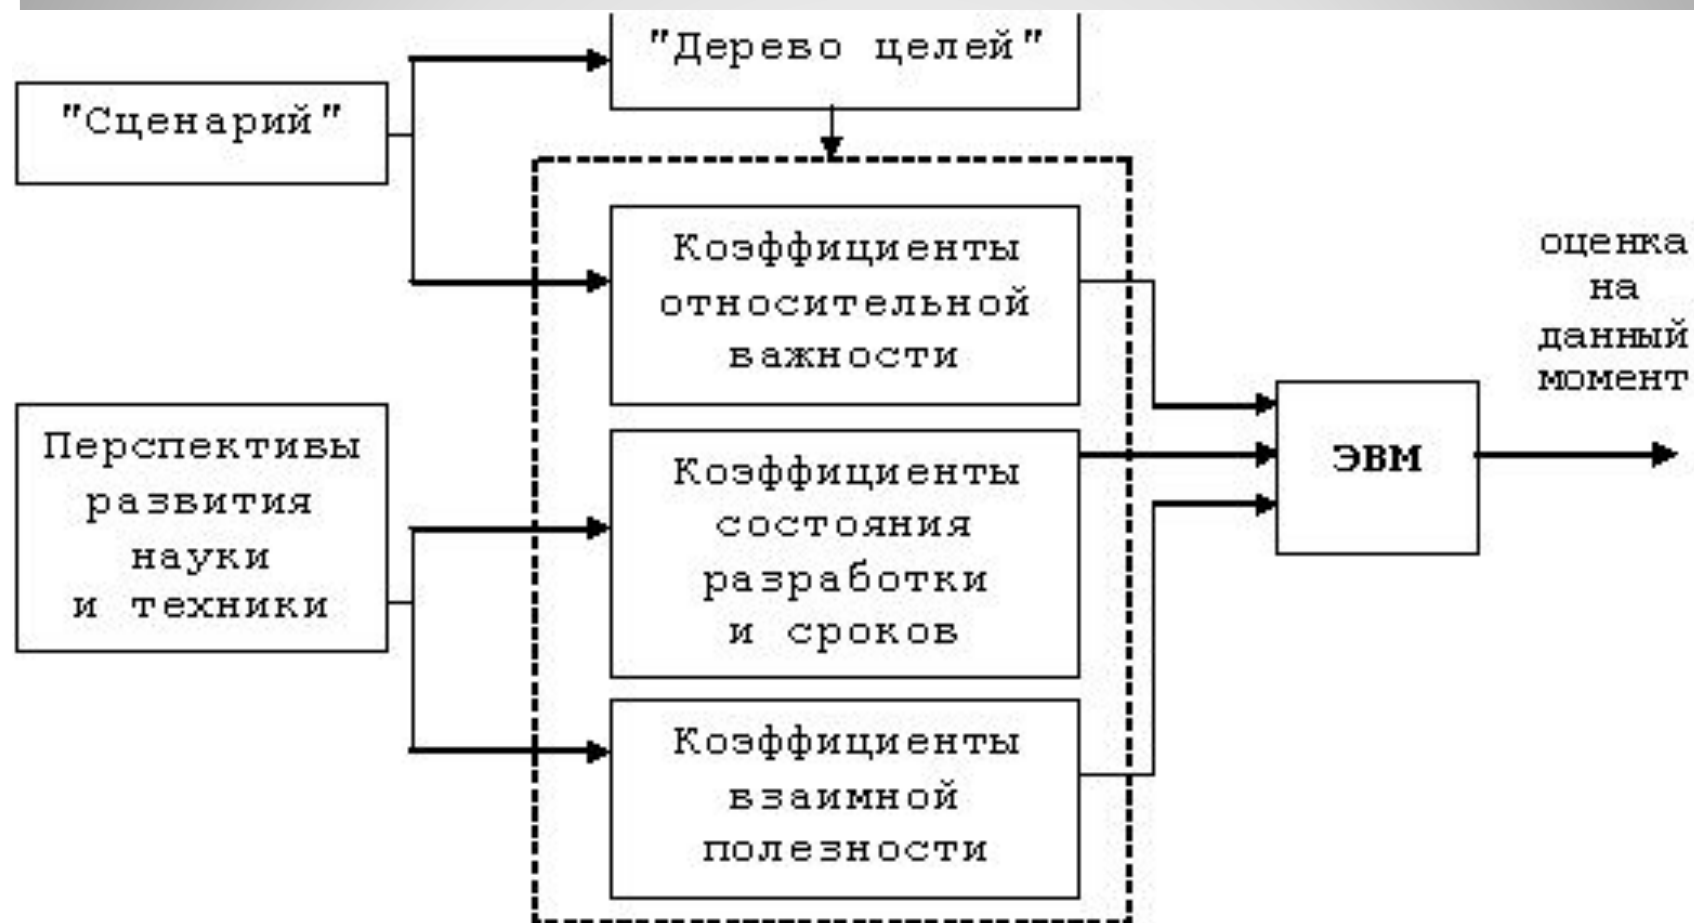 "Дерево целей"
"Сценарий"
Коэффициенты
относительной
важности
оценка
на
данный
момент
Перспективы
развития
науки
и техники
Коэффициенты
состояния
разработки
и сроков
ЭВМ
Коэффициенты
взаимной
полезности